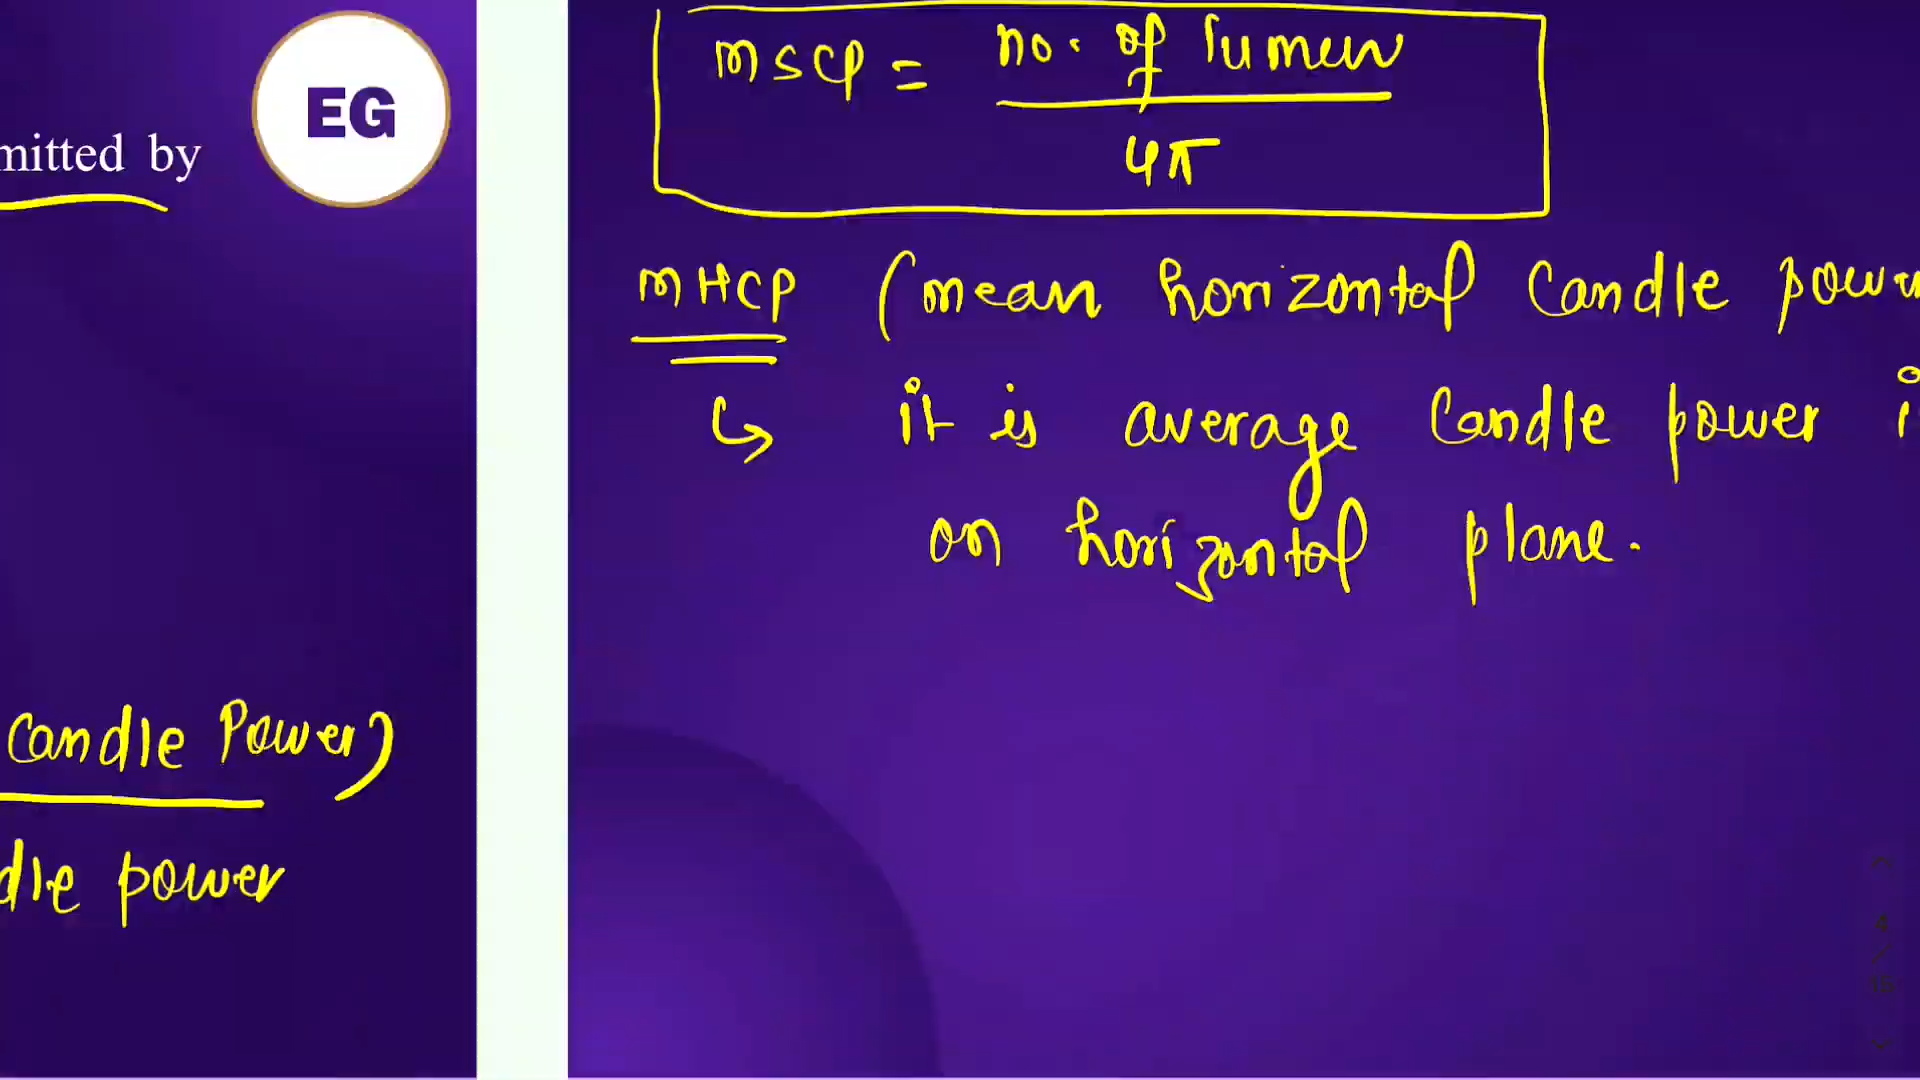 EG
mitted by
Candle Power)
dle power
MSCP = no. of lumen
4π
MHCP (mean horizontal Candle power
↳ it is average Candle power i
on horizontal plane.